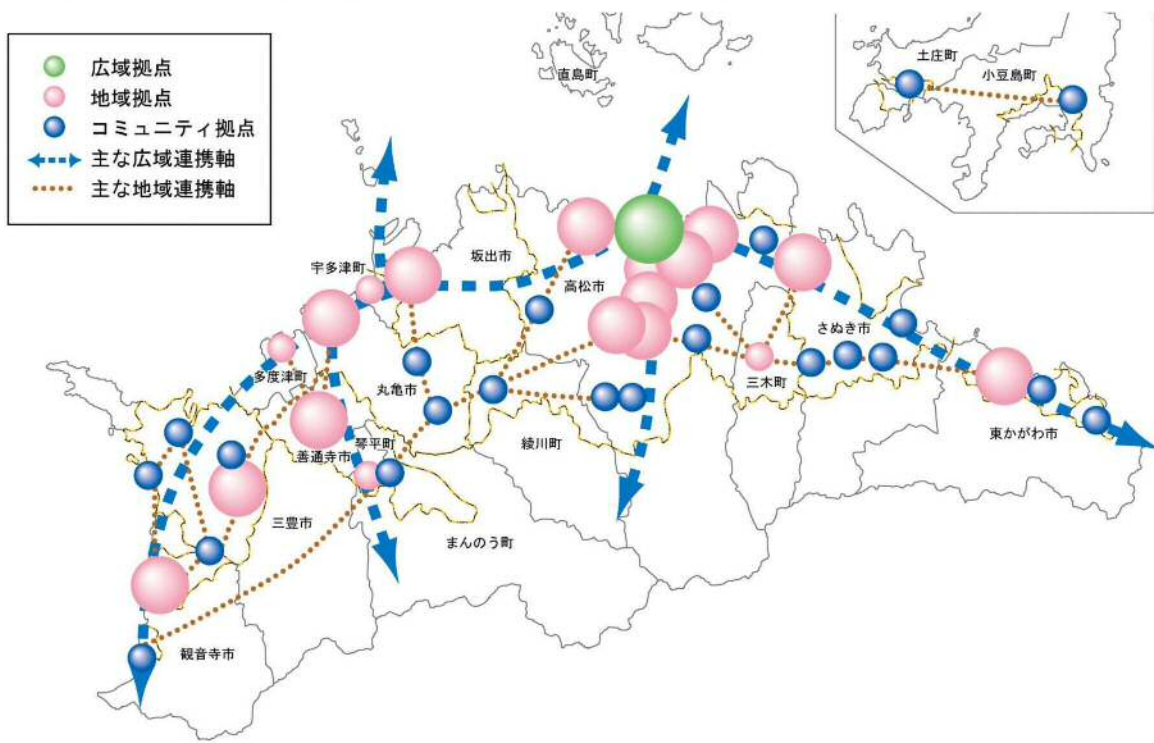 広域拠点
地域拠点
コミュニティ拠点
主な広域連携軸
主な地域連携軸
直島町
土庄町
小豆島町
宇多津町
坂出市
高松市
さぬき市
多度津町
丸亀市
三木町
善通寺市
琴平町
綾川町
東かがわ市
三豊市
まんのう町
観音寺市